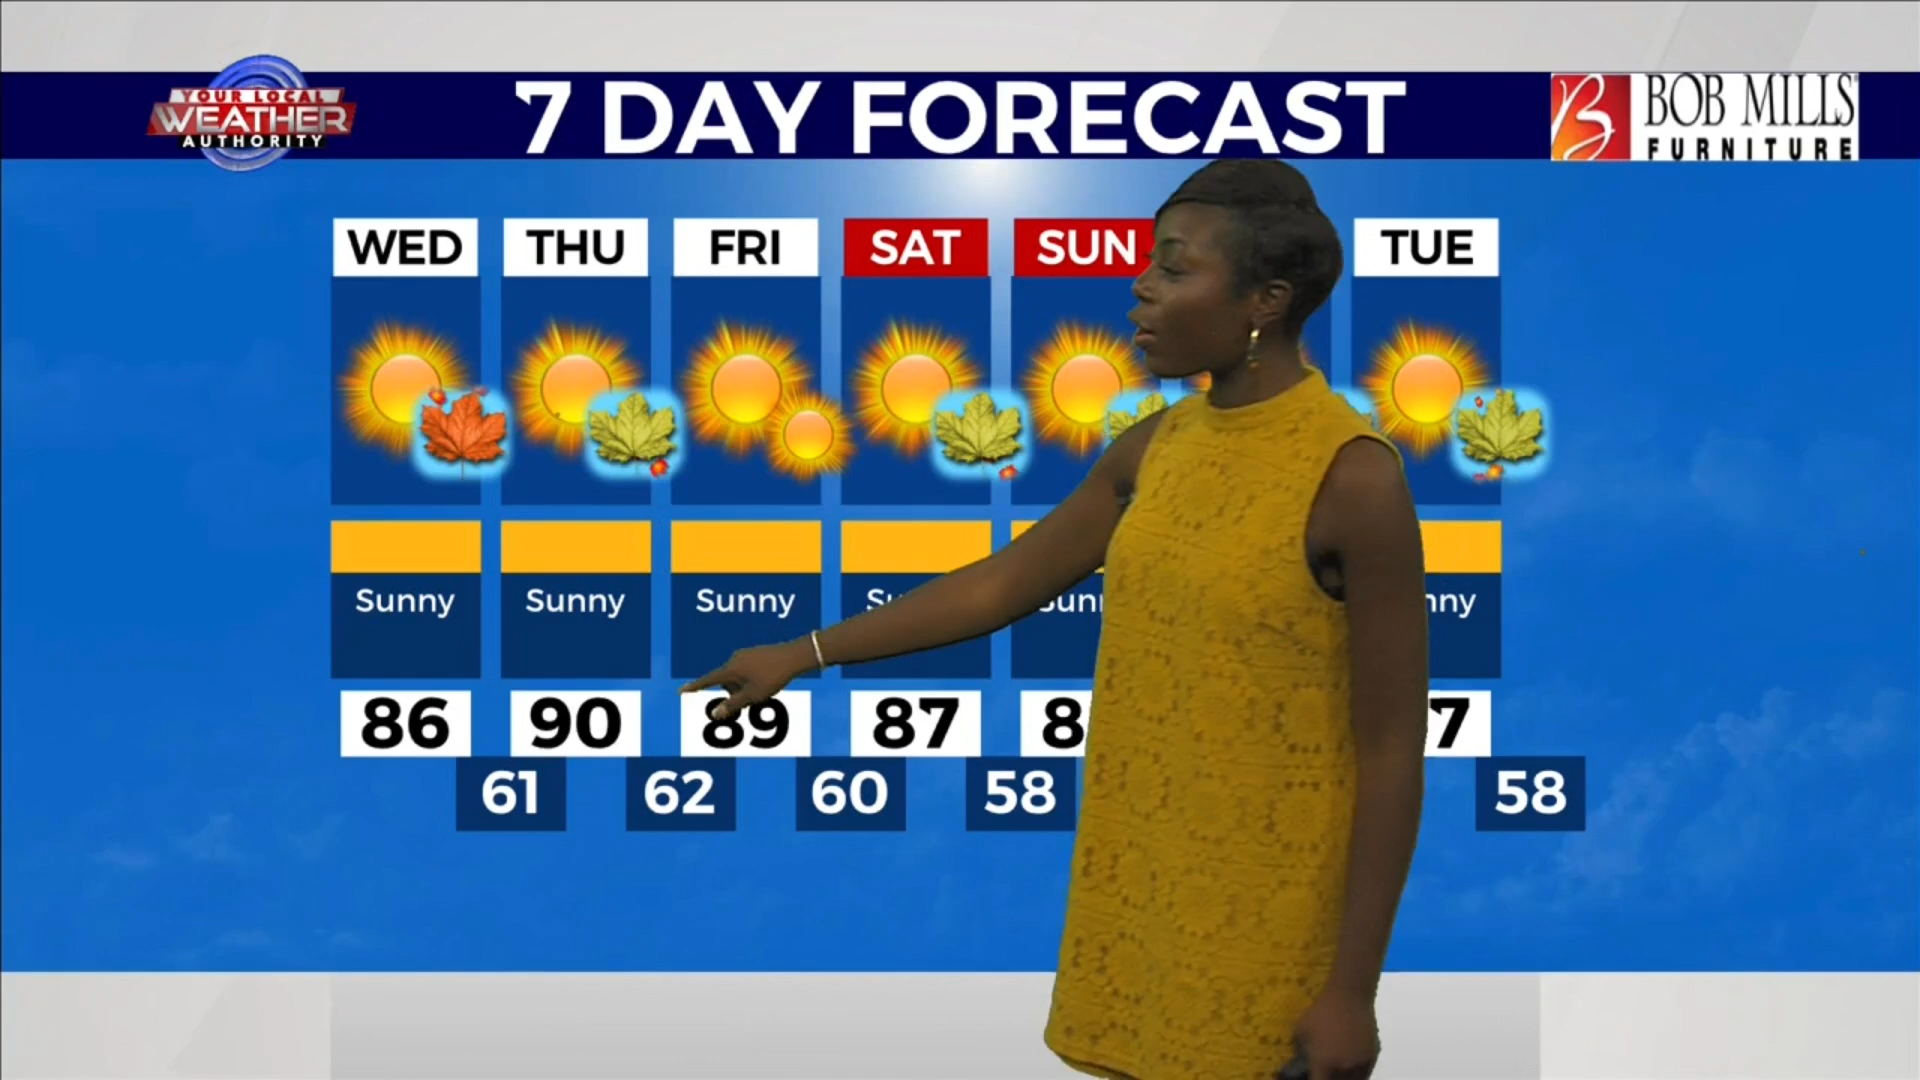 YOUR LOCAL
WEATHER
AUTHORITY
7 DAY FORECAST
BOB MILLS
FURNITURE
WED THU FRI SAT SUN TUE
Sunny Sunny Sunny
86 90 89 87
61 62 60 58 58